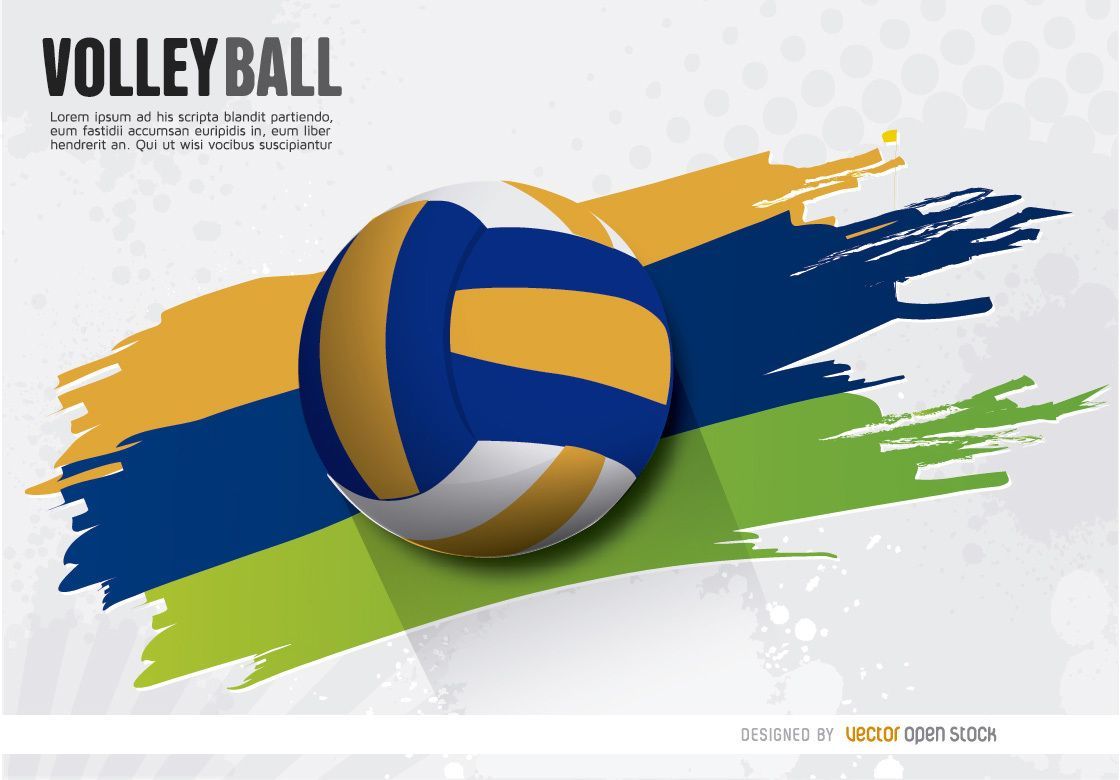 VOLLEYBALL
Lorem ipsum ad his scripta blandit partiendo,
eum fastidii accumsan euripidis in, eum liber
hendrerit an. Qui ut wisi vocibus suscipiantur
DESIGNED BY vector open stock